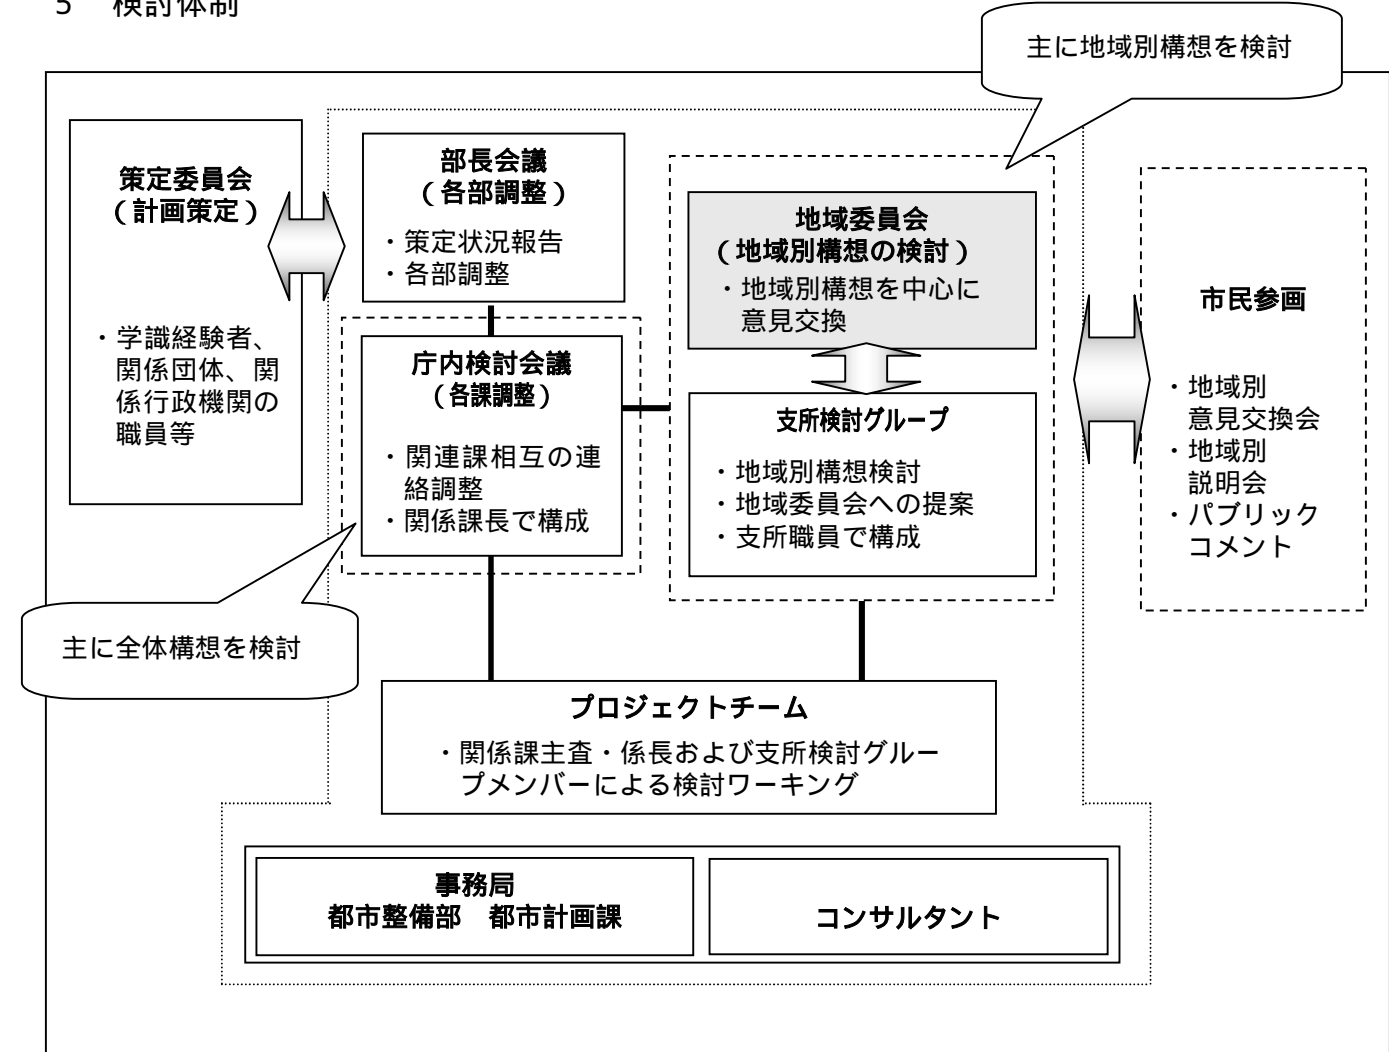 5　検討体制
主に地域別構想を検討
策定委員会
（計画策定）
・学識経験者、
関係団体、関
係行政機関の
職員等
部長会議
（各部調整）
・策定状況報告
・各部調整
庁内検討会議
（各課調整）
・関連課相互の連
絡調整
・関係課長で構成
地域委員会
（地域別構想の検討）
・地域別構想を中心に
意見交換
支所検討グループ
・地域別構想検討
・地域委員会への提案
・支所職員で構成
市民参画
・地域別
意見交換会
・地域別
説明会
・パブリック
コメント
主に全体構想を検討
プロジェクトチーム
・関係課主査・係長および支所検討グルー
プメンバーによる検討ワーキング
事務局
都市整備部　都市計画課
コンサルタント